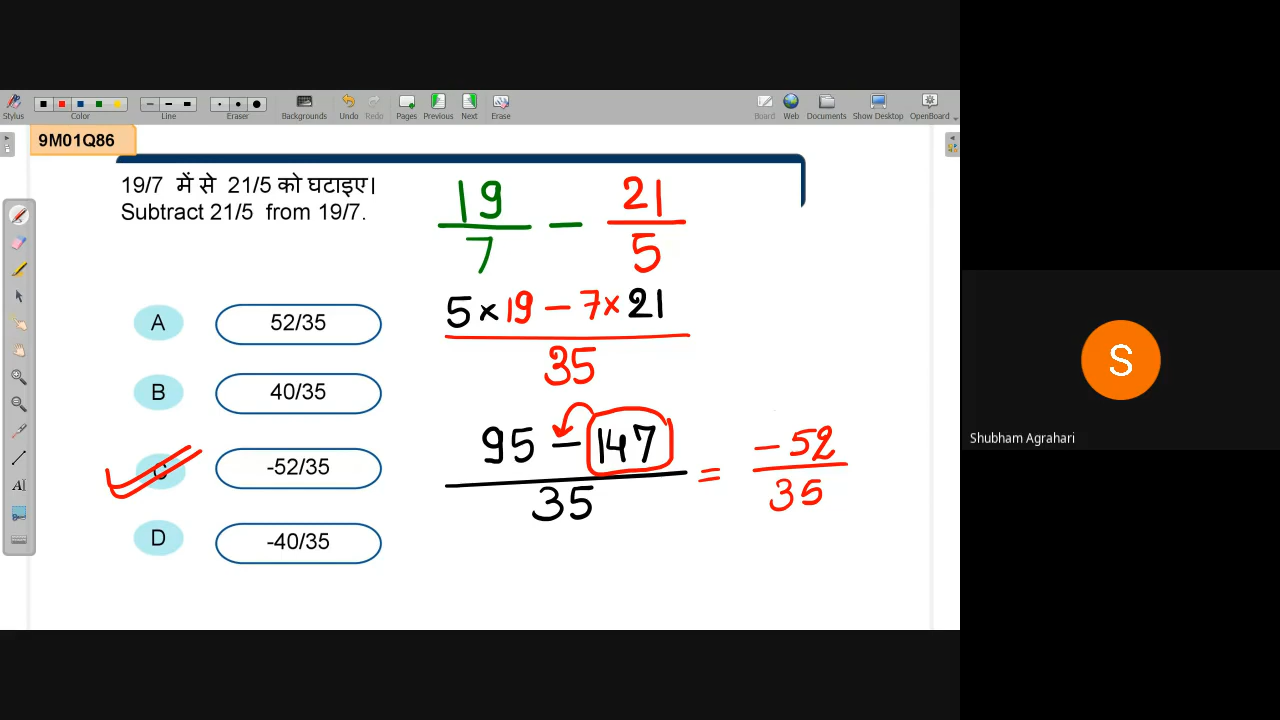 Stylus Color Line Eraser Backgrounds Undo Redo Pages Previous Next Erase Board Web Documents Show Desktop OpenBoard
9M01Q86
19/7 में से 21/5 को घटाइए।
Subtract 21/5 from 19/7.
19/7 − 21/5
5×19 − 7×21
35
A 52/35
B 40/35
95 − 147
35
= −52/35
C -52/35
D -40/35
S
Shubham Agrahari